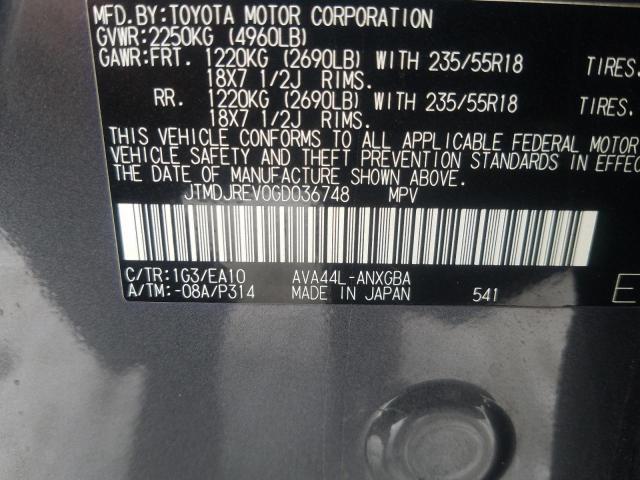 MFD.BY:TOYOTA MOTOR CORPORATION
GVWR:2250KG (4960LB)
GAWR:FRT. 1220KG (2690LB) WITH 235/55R18 TIRES.
18X7 1/2J RIMS.
RR. 1220KG (2690LB) WITH 235/55R18 TIRES.
18X7 1/2J RIMS.
THIS VEHICLE CONFORMS TO ALL APPLICABLE FEDERAL MOTOR
VEHICLE SAFETY AND THEFT PREVENTION STANDARDS IN EFFEC
THE DATE OF MANUFACTURE SHOWN ABOVE.
JTMDJREV0GD036748 MPV
C/TR:1G3/EA10 AVA44L-ANXGBA
A/TM:-08A/P314 MADE IN JAPAN 541 E